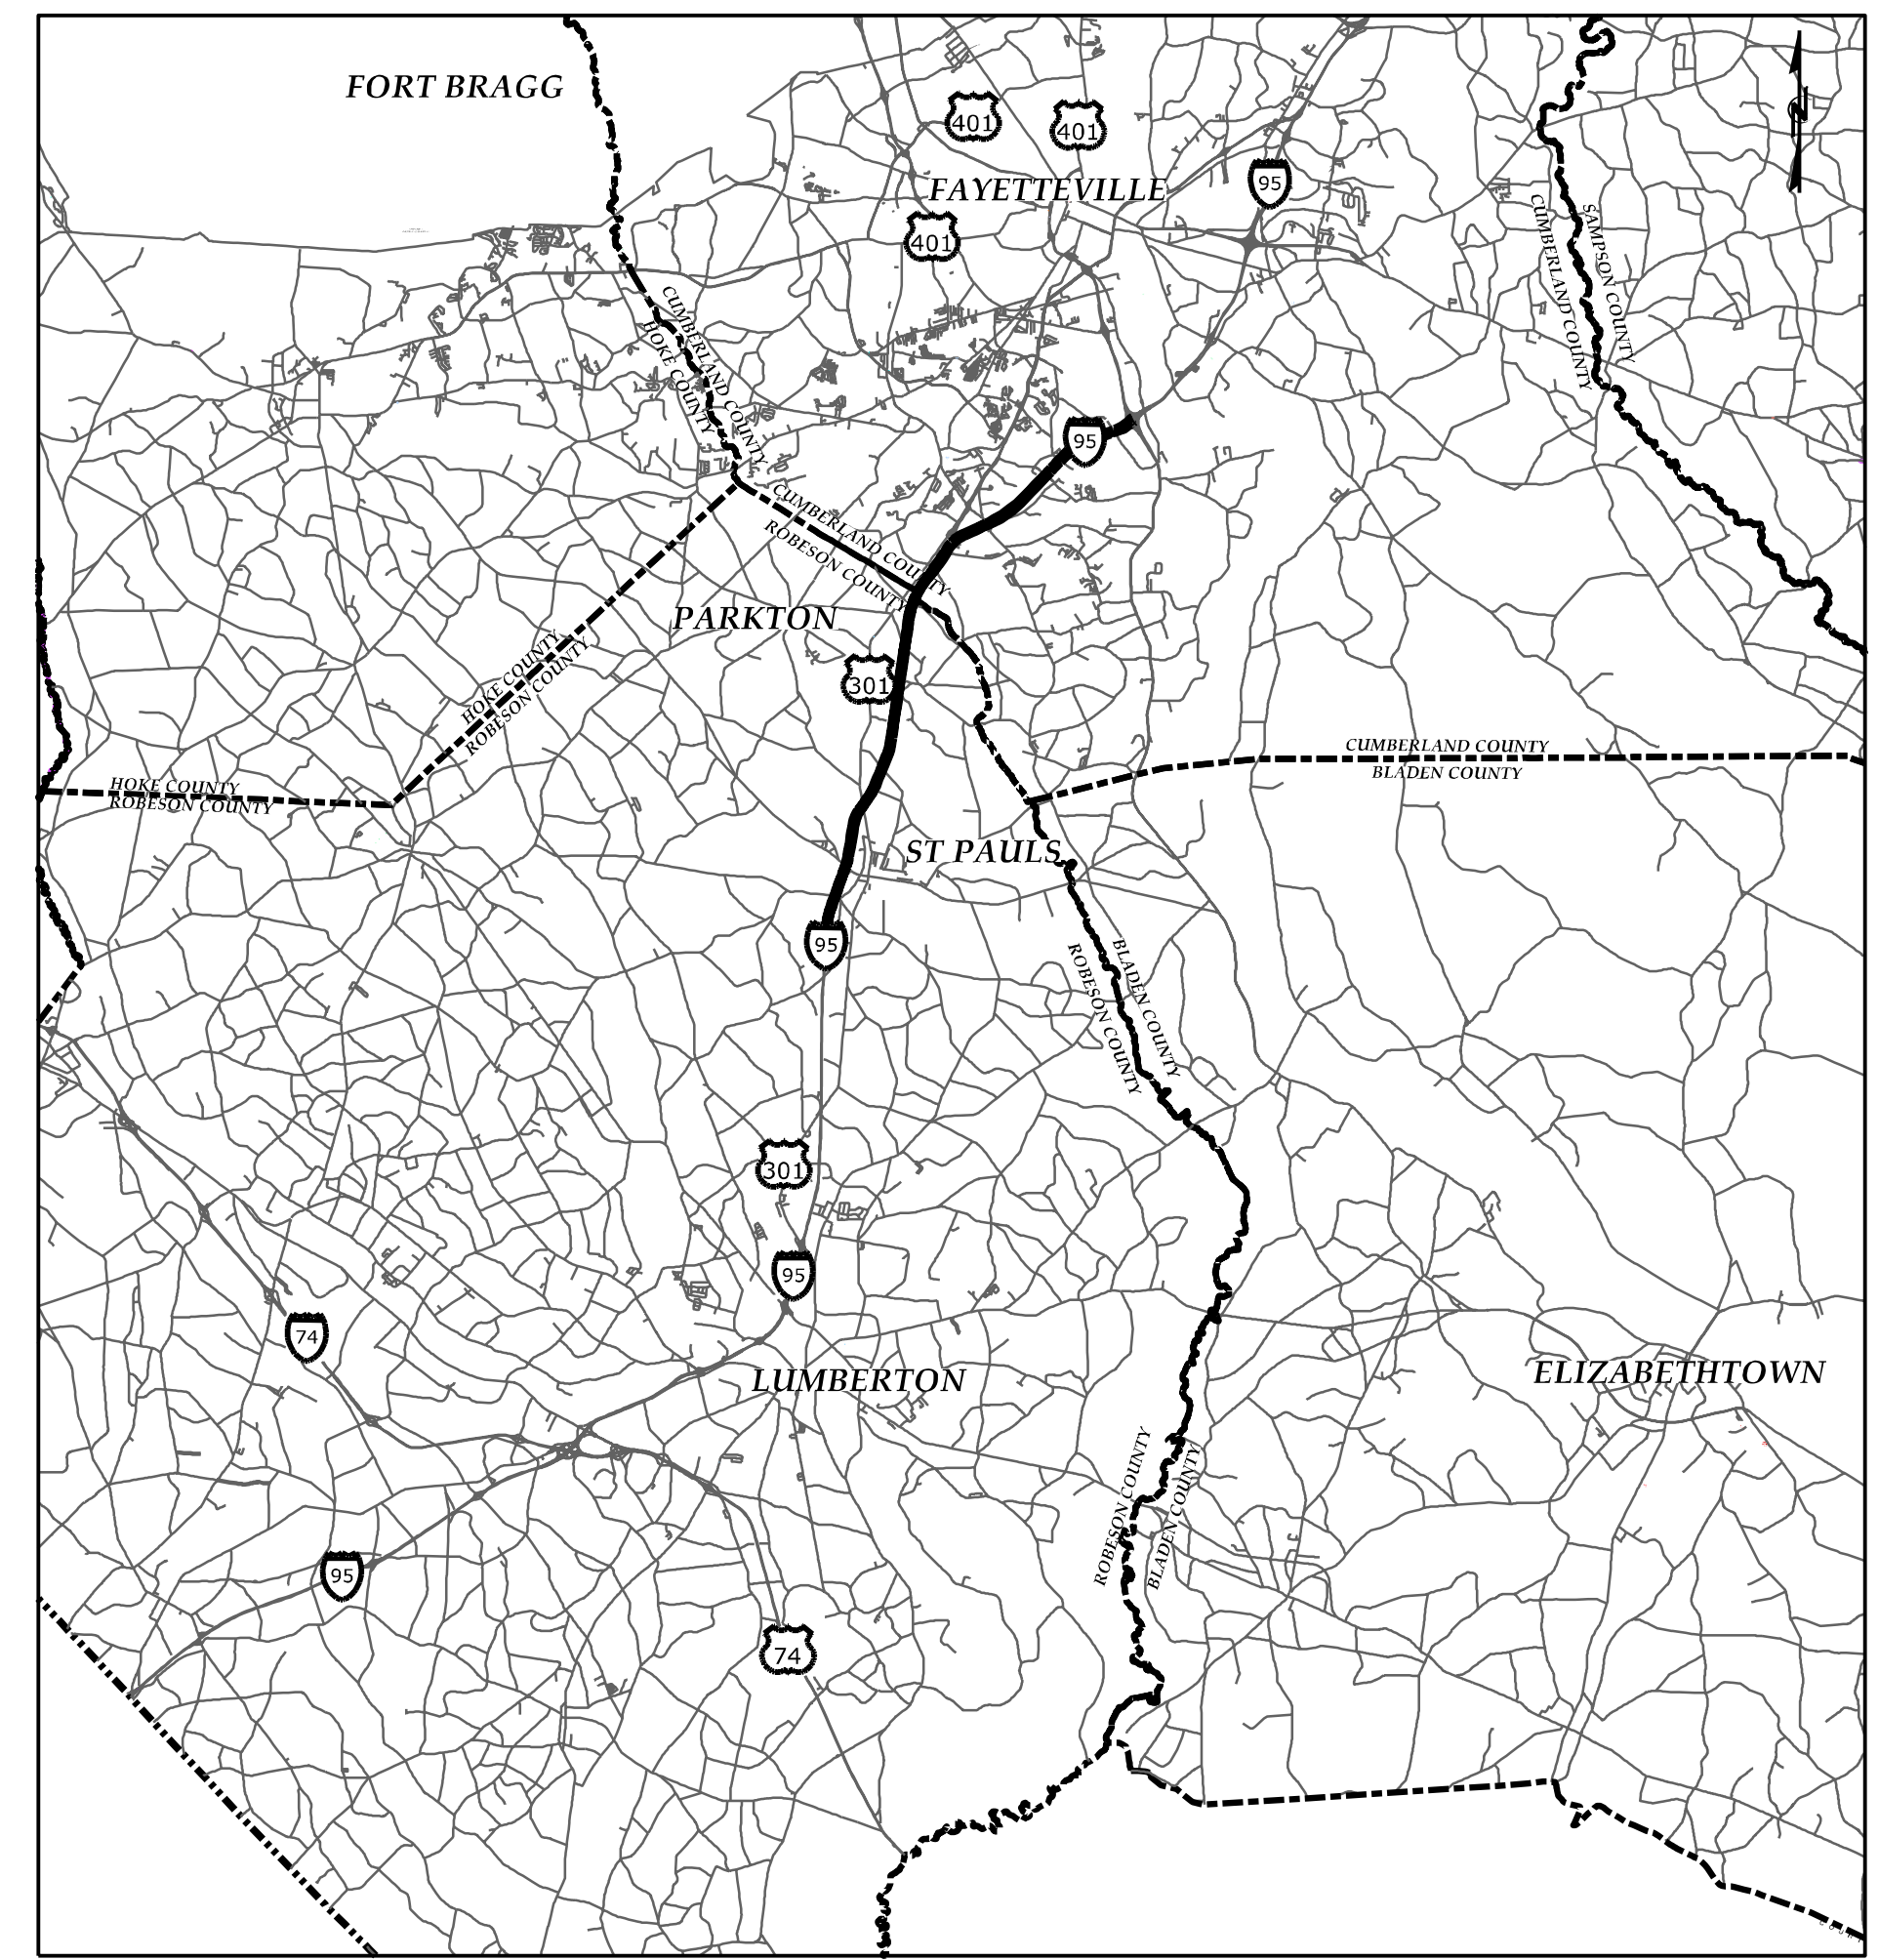 FORT BRAGG
401
401
N
95
FAYETTEVILLE
401
SAMPSON COUNTY
CUMBERLAND COUNTY
CUMBERLAND COUNTY
HOKE COUNTY
95
CUMBERLAND COUNTY
ROBESON COUNTY
PARKTON
301
HOKE COUNTY
ROBESON COUNTY
CUMBERLAND COUNTY
BLADEN COUNTY
HOKE COUNTY
ROBESON COUNTY
ST PAULS
95
BLADEN COUNTY
ROBESON COUNTY
301
95
74
LUMBERTON
ELIZABETHTOWN
ROBESON COUNTY
BLADEN COUNTY
95
74